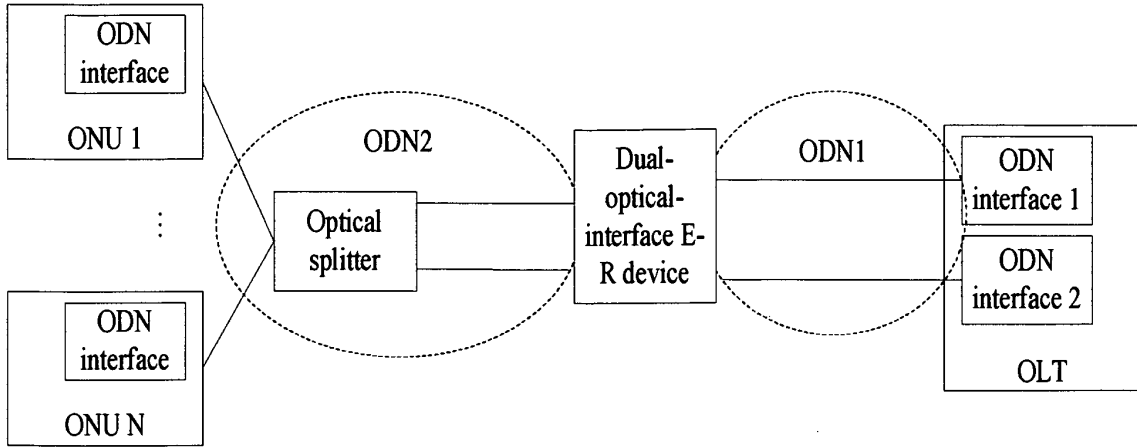 ODN
interface
ONU 1
...
ODN
interface
ONU N
ODN2
Optical
splitter
Dual-
optical-
interface E-
R device
ODN1
ODN
interface 1
ODN
interface 2
OLT